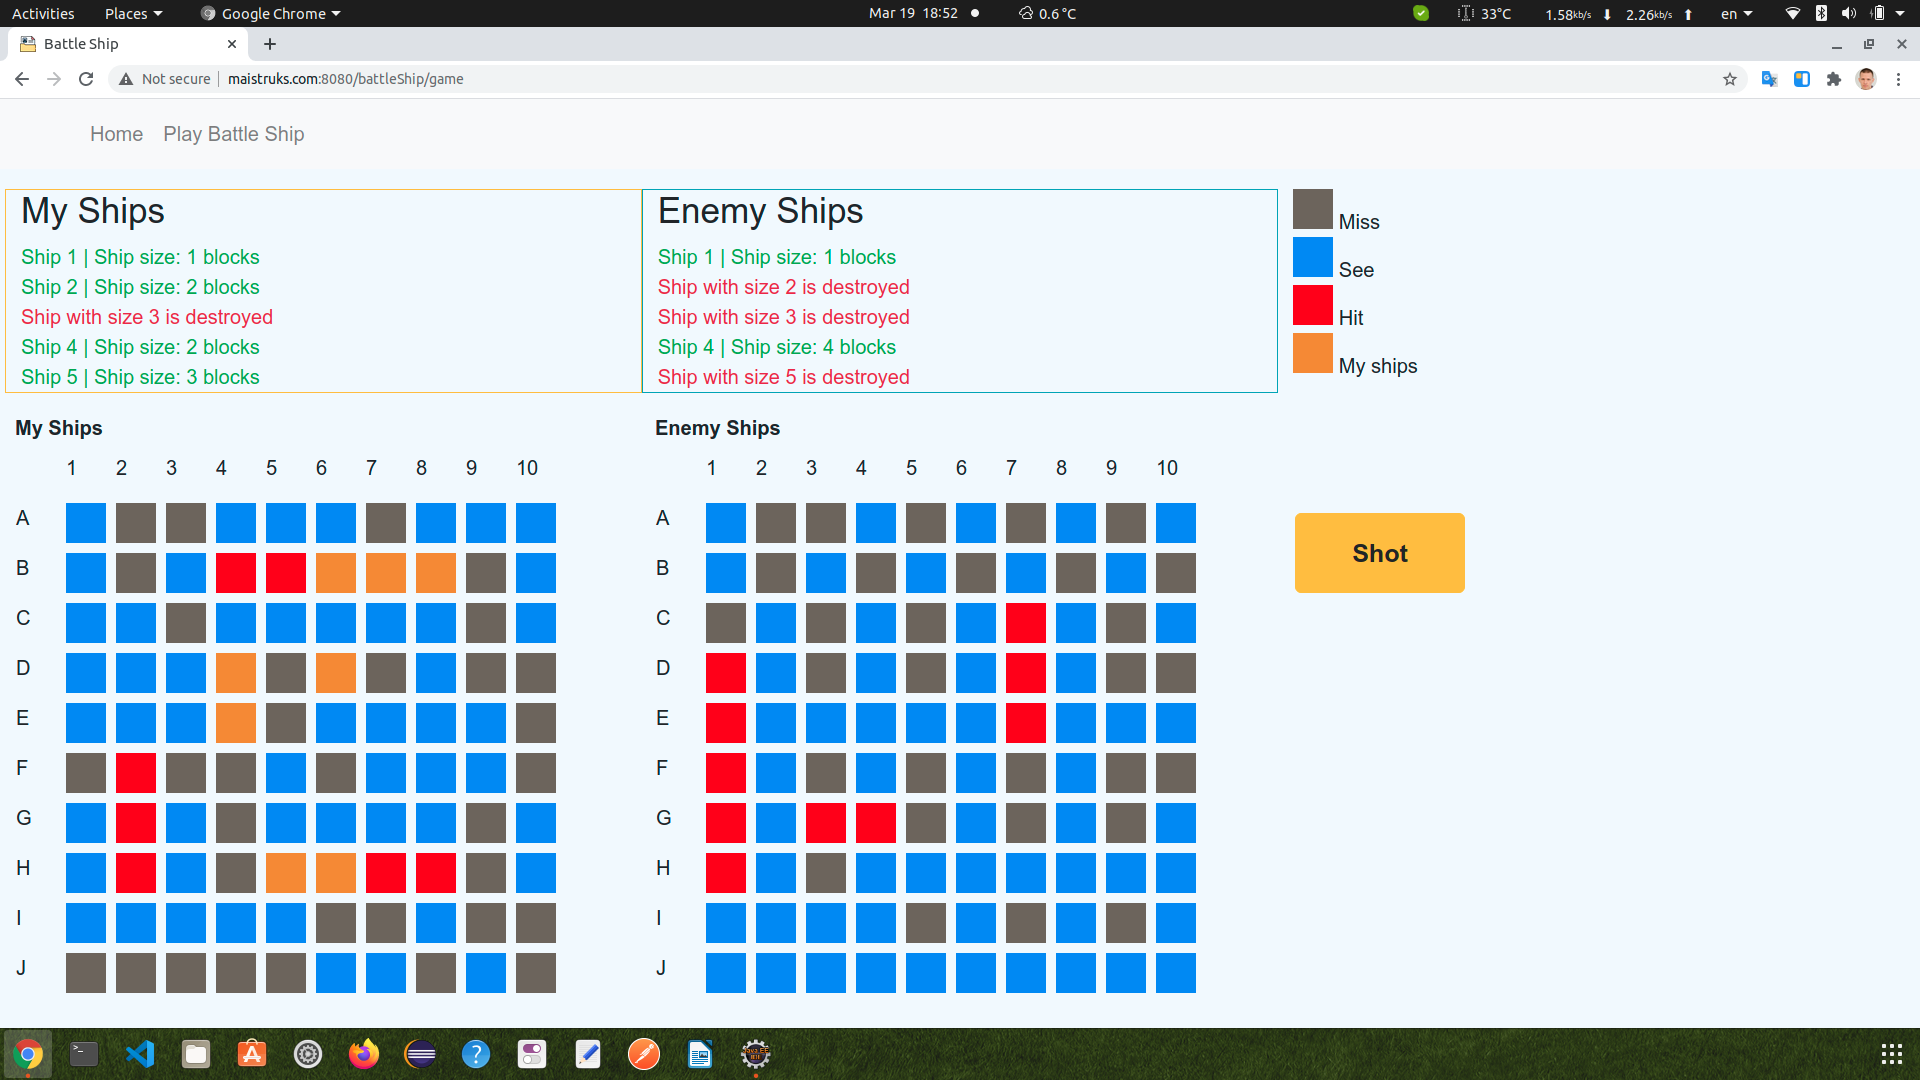 Activities Places Google Chrome Mar 19 18:52 0.6 °C 33°C 1.58kb/s 2.26kb/s en
Battle Ship
Not secure maistruks.com:8080/battleShip/game
Home Play Battle Ship
My Ships
Ship 1 | Ship size: 1 blocks
Ship 2 | Ship size: 2 blocks
Ship with size 3 is destroyed
Ship 4 | Ship size: 2 blocks
Ship 5 | Ship size: 3 blocks
Enemy Ships
Ship 1 | Ship size: 1 blocks
Ship with size 2 is destroyed
Ship with size 3 is destroyed
Ship 4 | Ship size: 4 blocks
Ship with size 5 is destroyed
Miss
See
Hit
My ships
My Ships
1 2 3 4 5 6 7 8 9 10
A
B
C
D
E
F
G
H
I
J
Enemy Ships
1 2 3 4 5 6 7 8 9 10
A
B
C
D
E
F
G
H
I
J
Shot